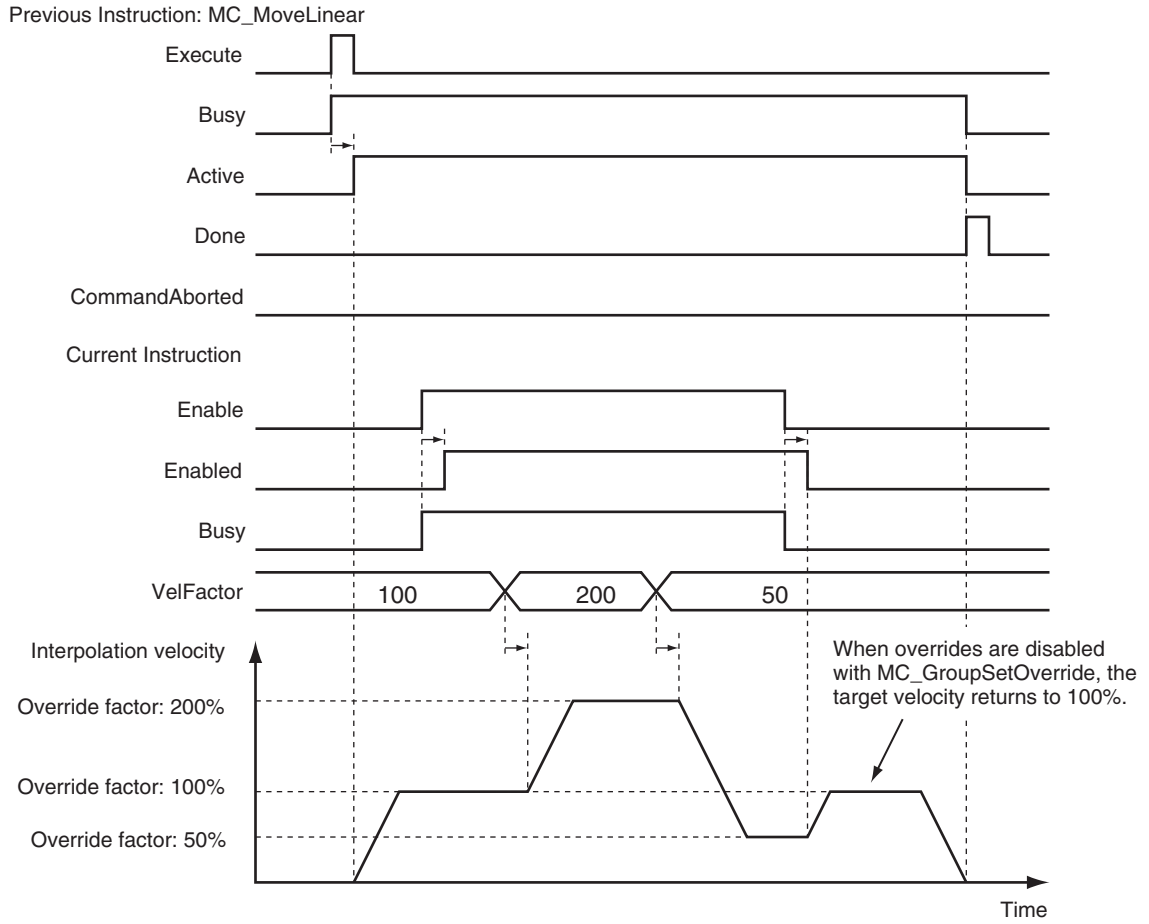 Previous Instruction: MC_MoveLinear
Execute
Busy
Active
Done
CommandAborted
Current Instruction
Enable
Enabled
Busy
VelFactor
100
200
50
Interpolation velocity
When overrides are disabled
with MC_GroupSetOverride, the
target velocity returns to 100%.
Override factor: 200%
Override factor: 100%
Override factor: 50%
Time